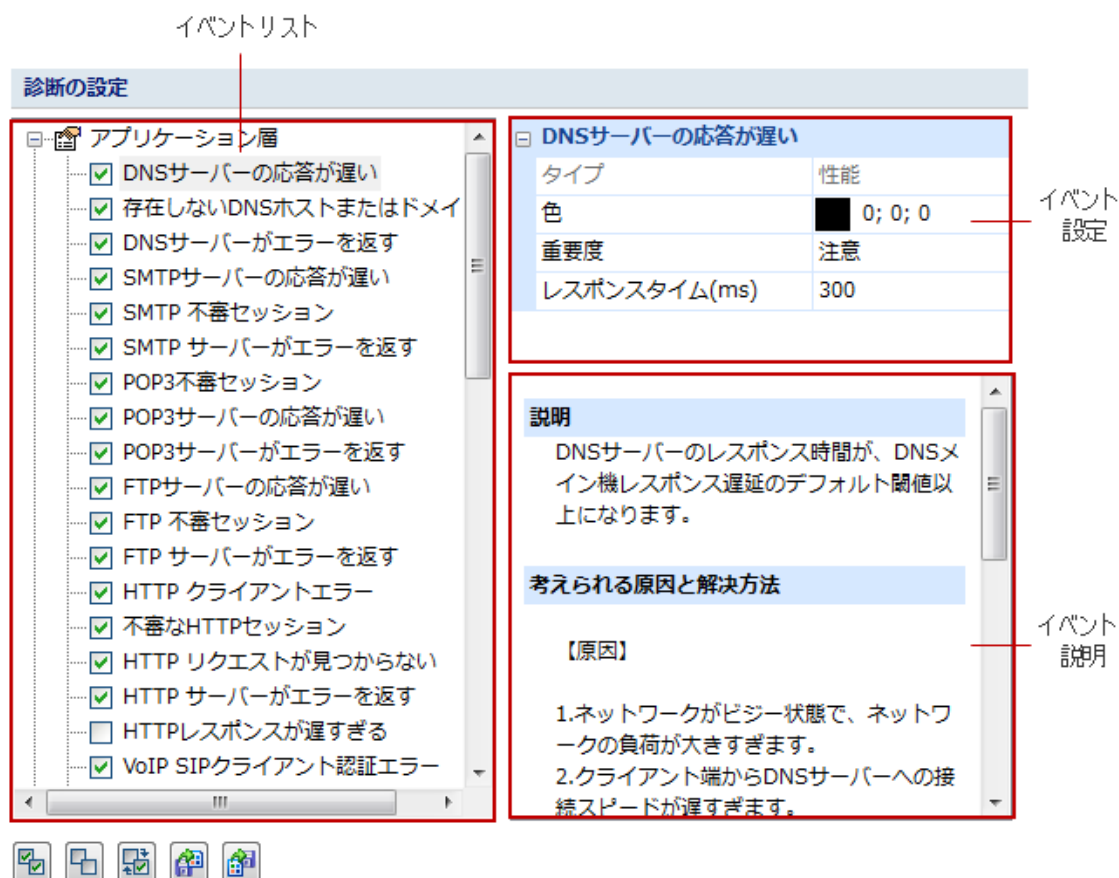 イベントリスト
診断の設定
アプリケーション層
DNSサーバーの応答が遅い
存在しないDNSホストまたはドメイ
DNSサーバーがエラーを返す
SMTPサーバーの応答が遅い
SMTP 不審セッション
SMTP サーバーがエラーを返す
POP3不審セッション
POP3サーバーの応答が遅い
POP3サーバーがエラーを返す
FTPサーバーの応答が遅い
FTP 不審セッション
FTP サーバーがエラーを返す
HTTP クライアントエラー
不審なHTTPセッション
HTTP リクエストが見つからない
HTTP サーバーがエラーを返す
HTTPレスポンスが遅すぎる
VoIP SIPクライアント認証エラー
DNSサーバーの応答が遅い
タイプ 性能
色 0; 0; 0
重要度 注意
レスポンスタイム(ms) 300
イベント
設定
説明
DNSサーバーのレスポンス時間が、DNSメ
イン機レスポンス遅延のデフォルト閾値以
上になります。
考えられる原因と解決方法
【原因】
1.ネットワークがビジー状態で、ネットワ
ークの負荷が大きすぎます。
2.クライアント端からDNSサーバーへの接
続スピードが遅すぎます。
イベント
説明